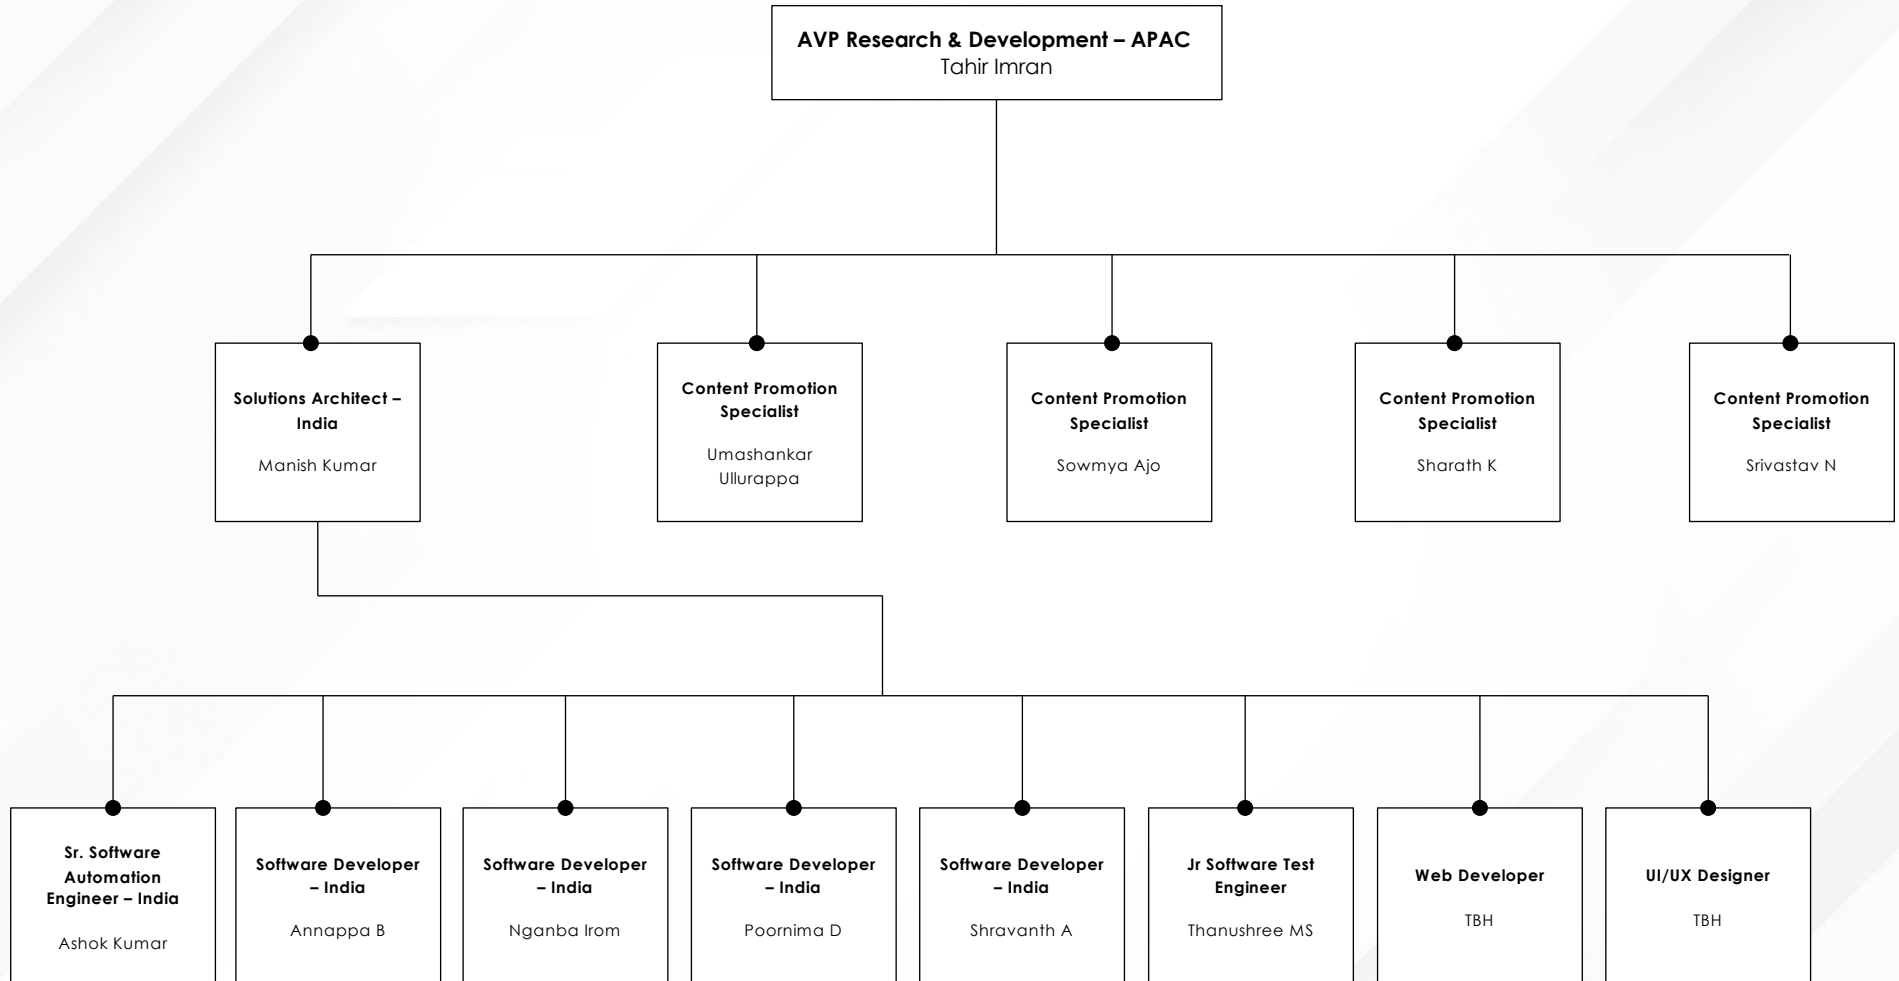 AVP Research & Development – APAC
Tahir Imran
Solutions Architect –
India
Manish Kumar
Content Promotion
Specialist
Umashankar
Ullurappa
Content Promotion
Specialist
Sowmya Ajo
Content Promotion
Specialist
Sharath K
Content Promotion
Specialist
Srivastav N
Sr. Software
Automation
Engineer – India
Ashok Kumar
Software Developer
– India
Annappa B
Software Developer
– India
Nganba Irom
Software Developer
– India
Poornima D
Software Developer
– India
Shravanth A
Jr Software Test
Engineer
Thanushree MS
Web Developer
TBH
UI/UX Designer
TBH